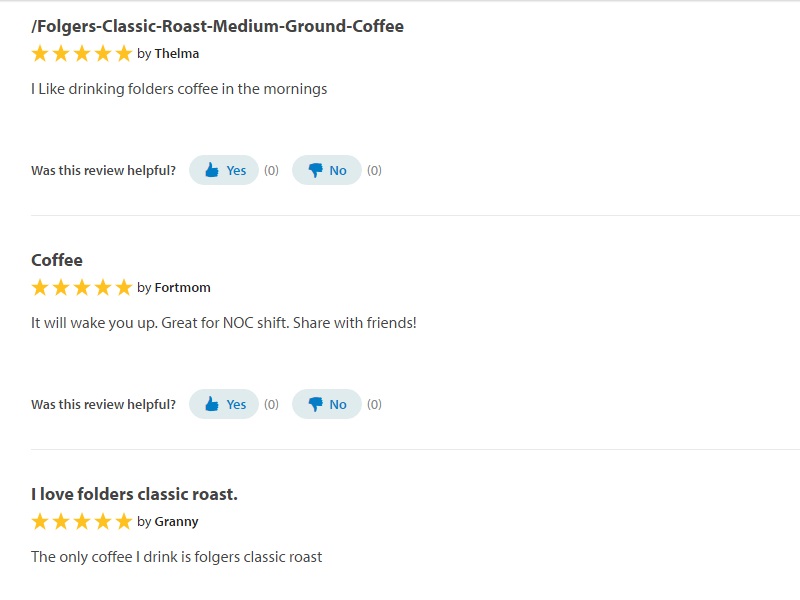 /Folgers-Classic-Roast-Medium-Ground-Coffee
by Thelma
I Like drinking folders coffee in the mornings
Was this review helpful? Yes (0) No (0)
Coffee
by Fortmom
It will wake you up. Great for NOC shift. Share with friends!
Was this review helpful? Yes (0) No (0)
I love folders classic roast.
by Granny
The only coffee I drink is folgers classic roast